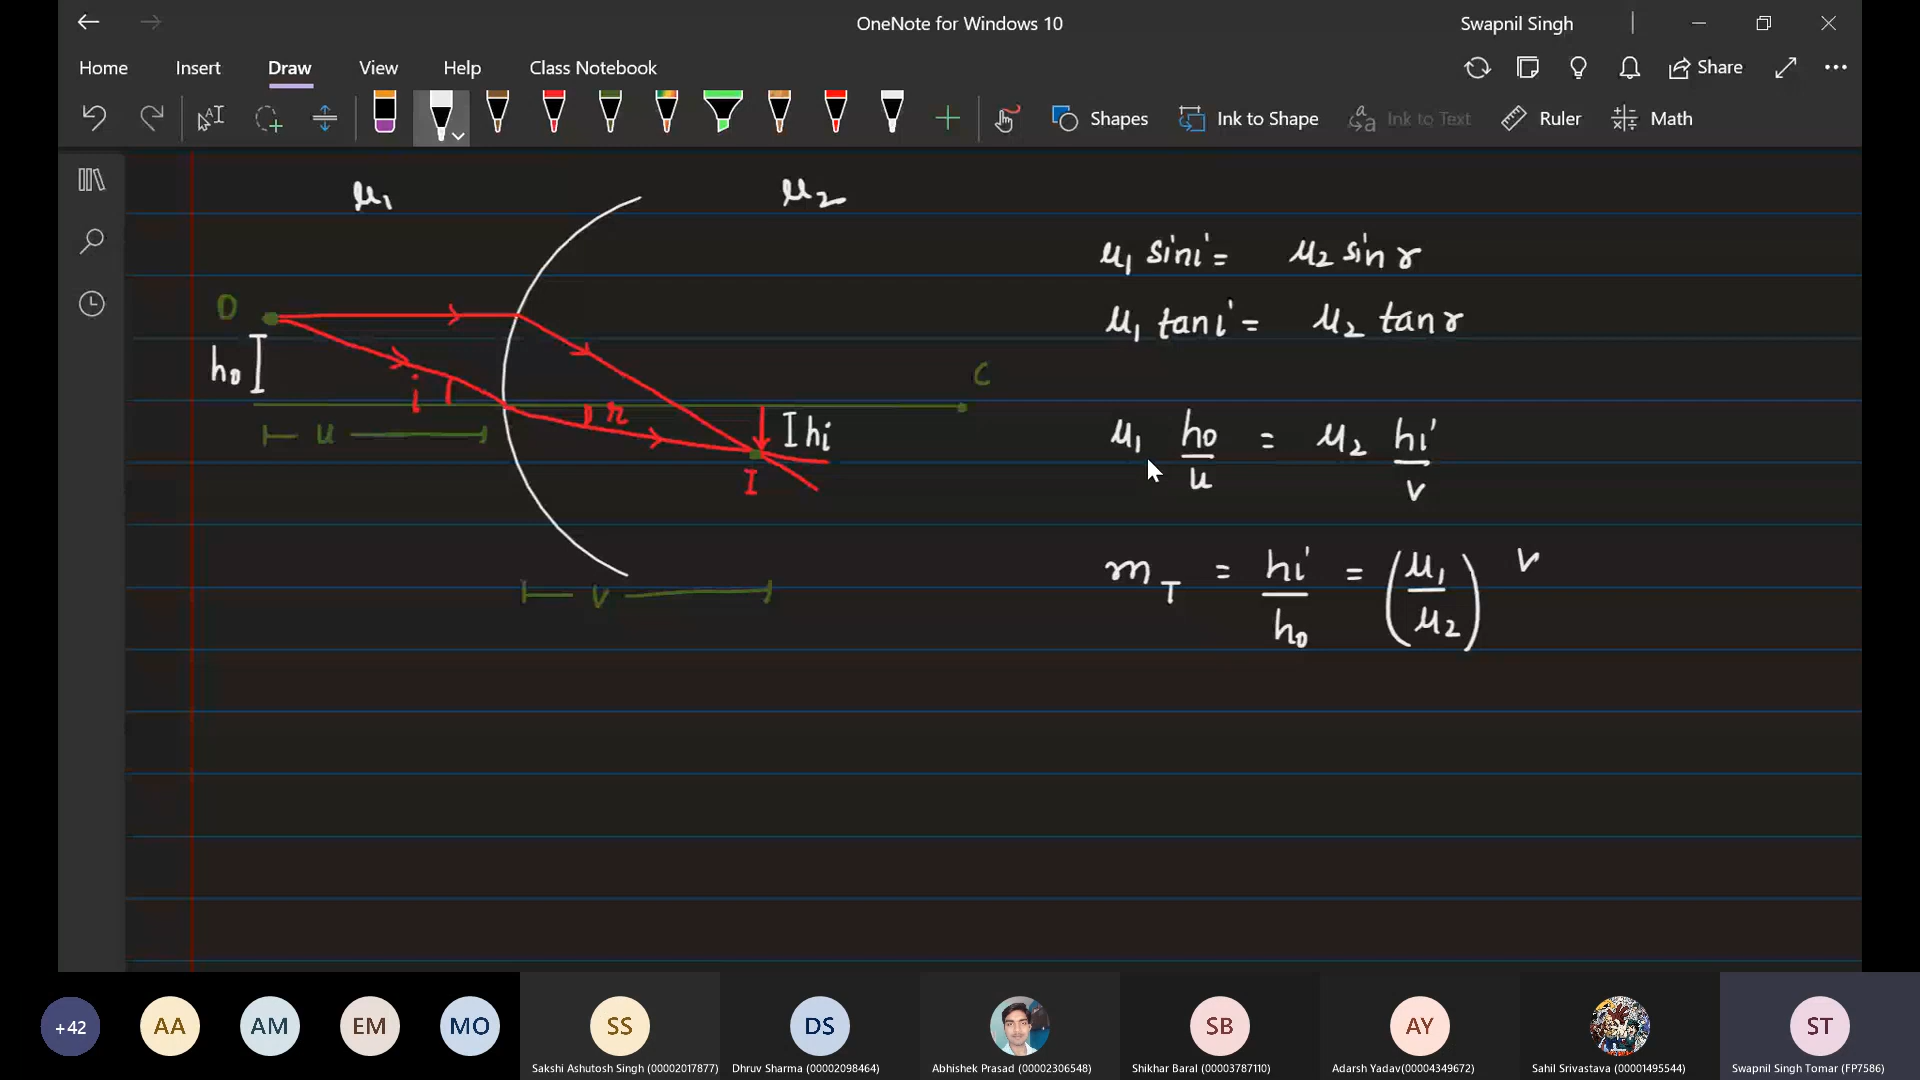 OneNote for Windows 10
Swapnil Singh
Home Insert Draw View Help Class Notebook
Share
Shapes Ink to Shape Ink to Text Ruler Math
μ₁ μ₂
μ₁ sin i = μ₂ sin r
O
μ₁ tan i = μ₂ tan r
h₀
i
C
r
u
hi
μ₁ h₀/u = μ₂ hi/v
I
v
m_T = hi/h₀ = (μ₁/μ₂) v
+42 AA AM EM MO SS DS SB AY ST
Sakshi Ashutosh Singh (00002017877) Dhruv Sharma (00002098464) Abhishek Prasad (00002306548) Shikhar Baral (00003787110) Adarsh Yadav(00004349672) Sahil Srivastava (00001495544) Swapnil Singh Tomar (FP7586)